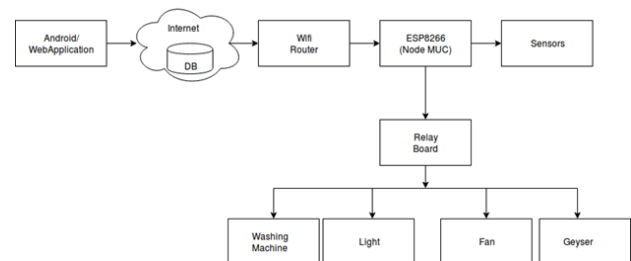 Android/
WebApplication
Internet
DB
Wifi
Router
ESP8266
(Node MUC)
Sensors
Relay
Board
Washing
Machine
Light
Fan
Geyser